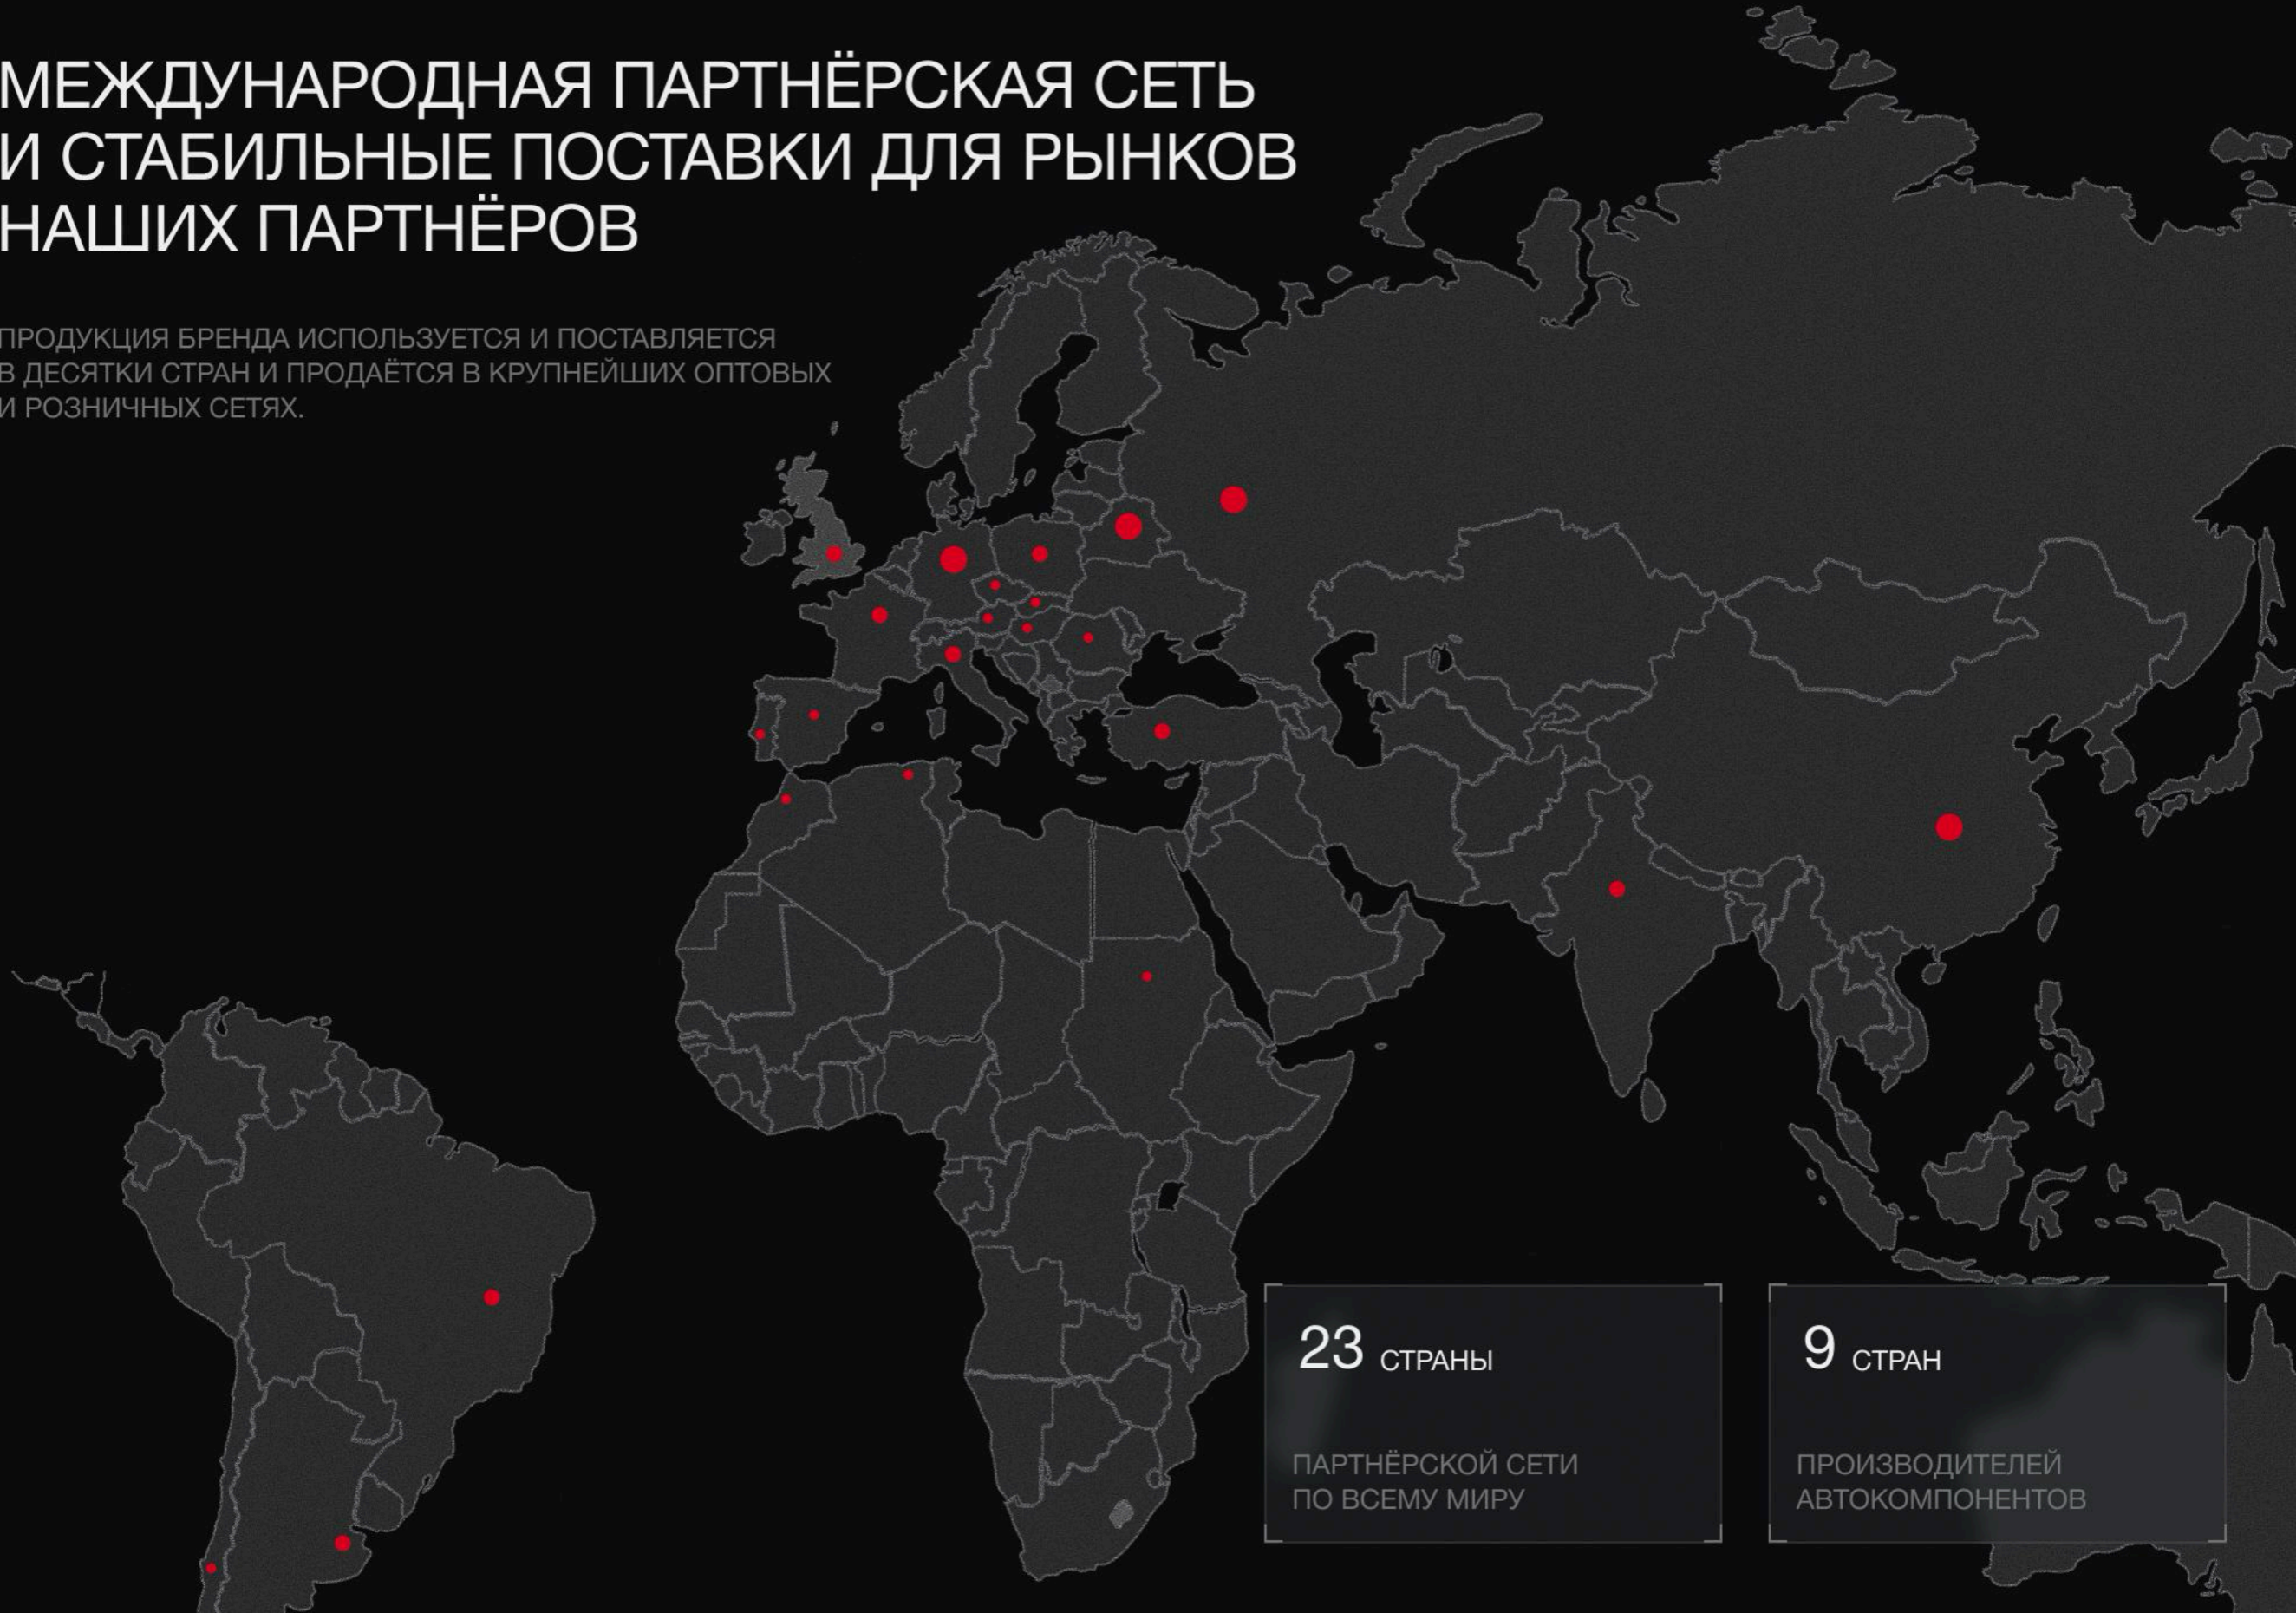 МЕЖДУНАРОДНАЯ ПАРТНЁРСКАЯ СЕТЬ
И СТАБИЛЬНЫЕ ПОСТАВКИ ДЛЯ РЫНКОВ
НАШИХ ПАРТНЁРОВ
ПРОДУКЦИЯ БРЕНДА ИСПОЛЬЗУЕТСЯ И ПОСТАВЛЯЕТСЯ
В ДЕСЯТКИ СТРАН И ПРОДАЁТСЯ В КРУПНЕЙШИХ ОПТОВЫХ
И РОЗНИЧНЫХ СЕТЯХ.
23 СТРАНЫ
ПАРТНЁРСКОЙ СЕТИ
ПО ВСЕМУ МИРУ
9 СТРАН
ПРОИЗВОДИТЕЛЕЙ
АВТОКОМПОНЕНТОВ